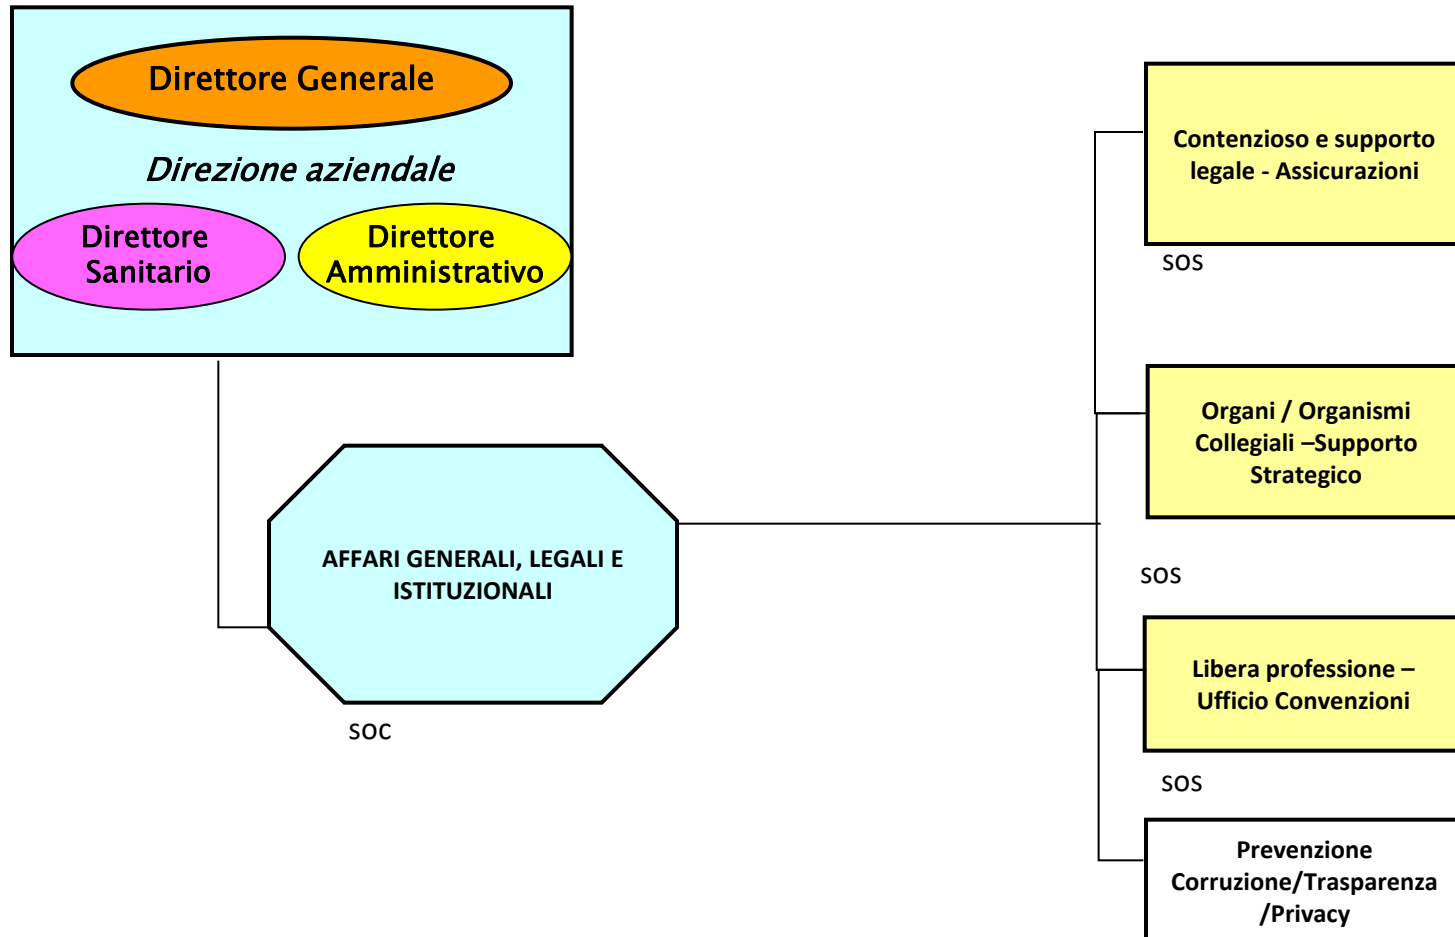 Direttore Generale
Direzione aziendale
Direttore
Sanitario
Direttore
Amministrativo
AFFARI GENERALI, LEGALI E
ISTITUZIONALI
SOC
Contenzioso e supporto
legale - Assicurazioni
SOS
Organi / Organismi
Collegiali –Supporto
Strategico
SOS
Libera professione –
Ufficio Convenzioni
SOS
Prevenzione
Corruzione/Trasparenza
/Privacy